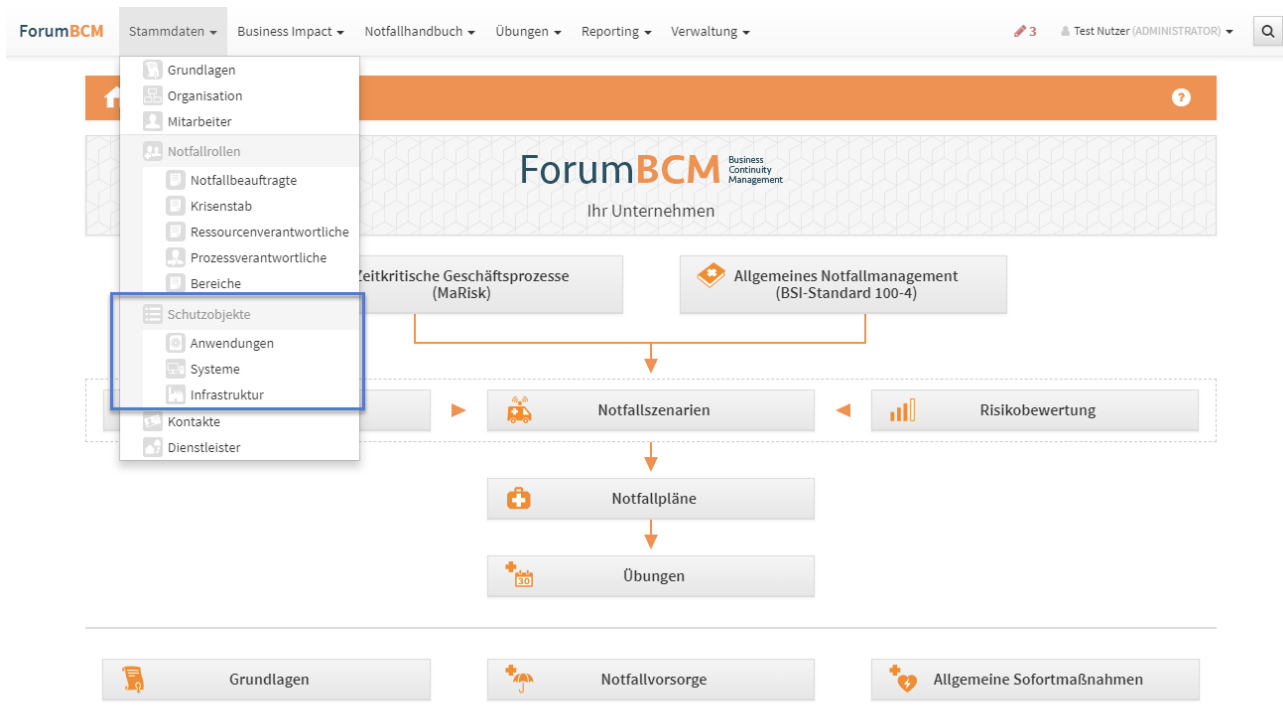 ForumBCM Stammdaten Business Impact Notfallhandbuch Übungen Reporting Verwaltung 3 Test Nutzer (ADMINISTRATOR)
Grundlagen
Organisation
Mitarbeiter
Notfallrollen
Notfallbeauftragte
Krisenstab
Ressourcenverantwortliche
Prozessverantwortliche
Bereiche
Schutzobjekte
Anwendungen
Systeme
Infrastruktur
Kontakte
Dienstleister
?
ForumBCM Business
Continuity
Management
Ihr Unternehmen
Zeitkritische Geschäftsprozesse
(MaRisk)
Allgemeines Notfallmanagement
(BSI-Standard 100-4)
Notfallszenarien
Risikobewertung
Notfallpläne
30
Übungen
Grundlagen
Notfallvorsorge
Allgemeine Sofortmaßnahmen